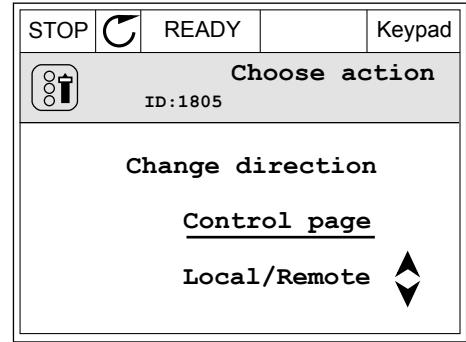 STOP READY Keypad
Choose action
ID:1805
Change direction
Control page
Local/Remote